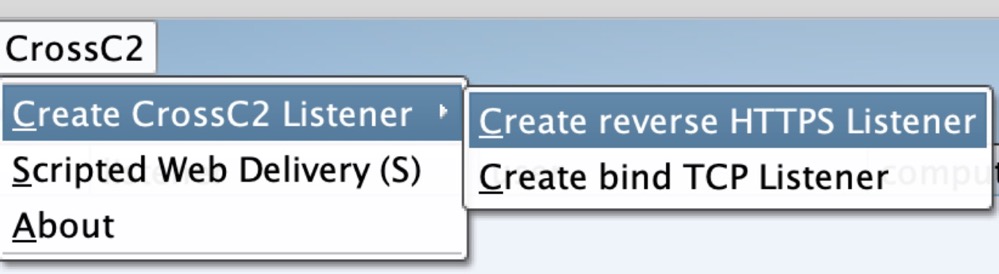 CrossC2
Create CrossC2 Listener
Create reverse HTTPS Listener
Scripted Web Delivery (S)
Create bind TCP Listener
About